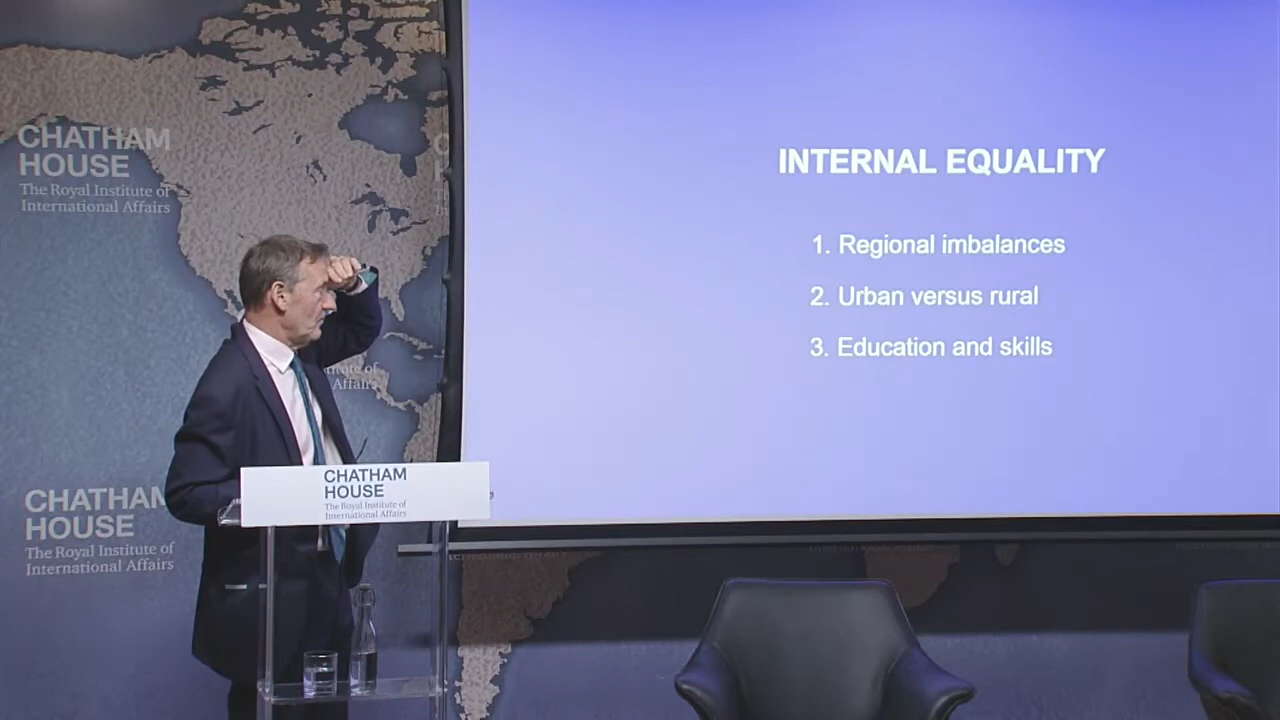 CHATHAM
HOUSE
The Royal Institute of
International Affairs
INTERNAL EQUALITY
1. Regional imbalances
2. Urban versus rural
3. Education and skills
Affairs
CHATHAM
HOUSE
The Royal Institute of
International Affairs
CHATHAM
HOUSE
The Royal Institute of
International Affairs